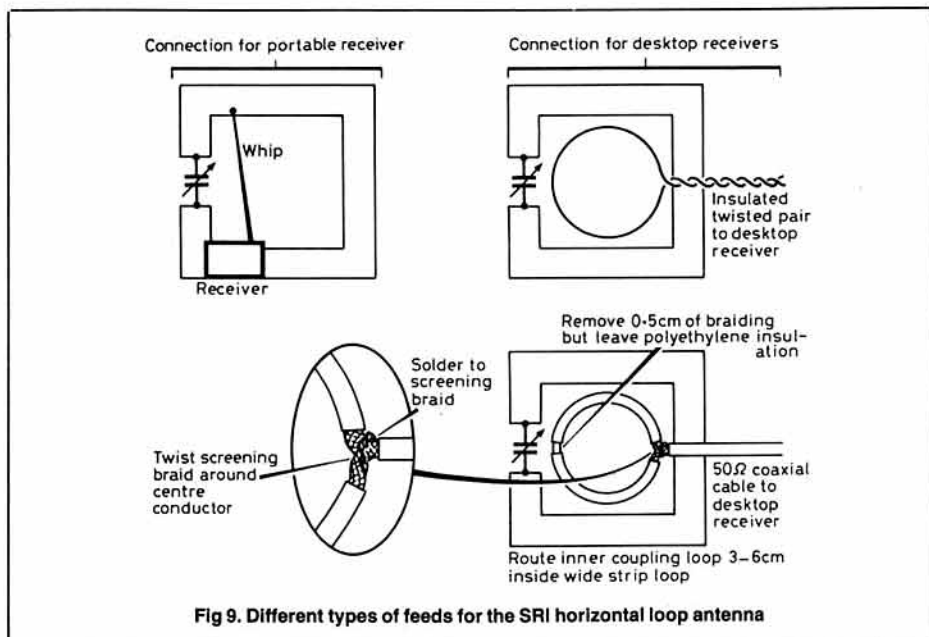 Connection for portable receiver
Whip
Receiver
Connection for desktop receivers
Insulated
twisted pair
to desktop
receiver
Solder to
screening
braid
Twist screening
braid around
centre
conductor
Remove 0·5cm of braiding
but leave polyethylene insul-
ation
50Ω coaxial
cable to
desktop
receiver
Route inner coupling loop 3–6cm
inside wide strip loop
Fig 9. Different types of feeds for the SRI horizontal loop antenna